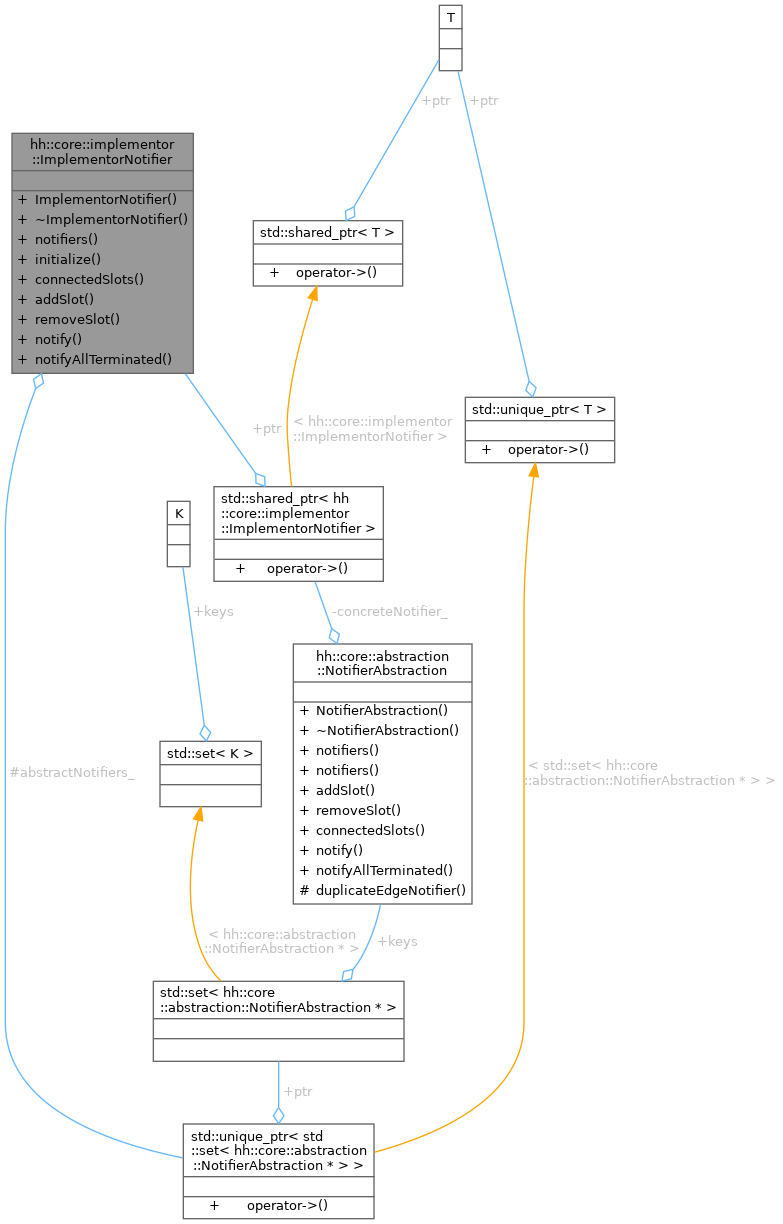 T
+ptr
+ptr
hh::core::implementor
::ImplementorNotifier
+ ImplementorNotifier()
+ ~ImplementorNotifier()
+ notifiers()
+ initialize()
+ connectedSlots()
+ addSlot()
+ removeSlot()
+ notify()
+ notifyAllTerminated()
std::shared_ptr< T >
+ operator->()
std::unique_ptr< T >
+ operator->()
+ptr
< hh::core::implementor
::ImplementorNotifier >
std::shared_ptr< hh
::core::implementor
::ImplementorNotifier >
+ operator->()
K
+keys
-concreteNotifier_
hh::core::abstraction
::NotifierAbstraction
+ NotifierAbstraction()
+ ~NotifierAbstraction()
+ notifiers()
+ notifiers()
+ addSlot()
+ removeSlot()
+ connectedSlots()
+ notify()
+ notifyAllTerminated()
# duplicateEdgeNotifier()
std::set< K >
#abstractNotifiers_
< std::set< hh::core
::abstraction::NotifierAbstraction * > >
< hh::core::abstraction
::NotifierAbstraction * >
+keys
std::set< hh::core
::abstraction::NotifierAbstraction * >
+ptr
std::unique_ptr< std
::set< hh::core::abstraction
::NotifierAbstraction * > >
+ operator->()